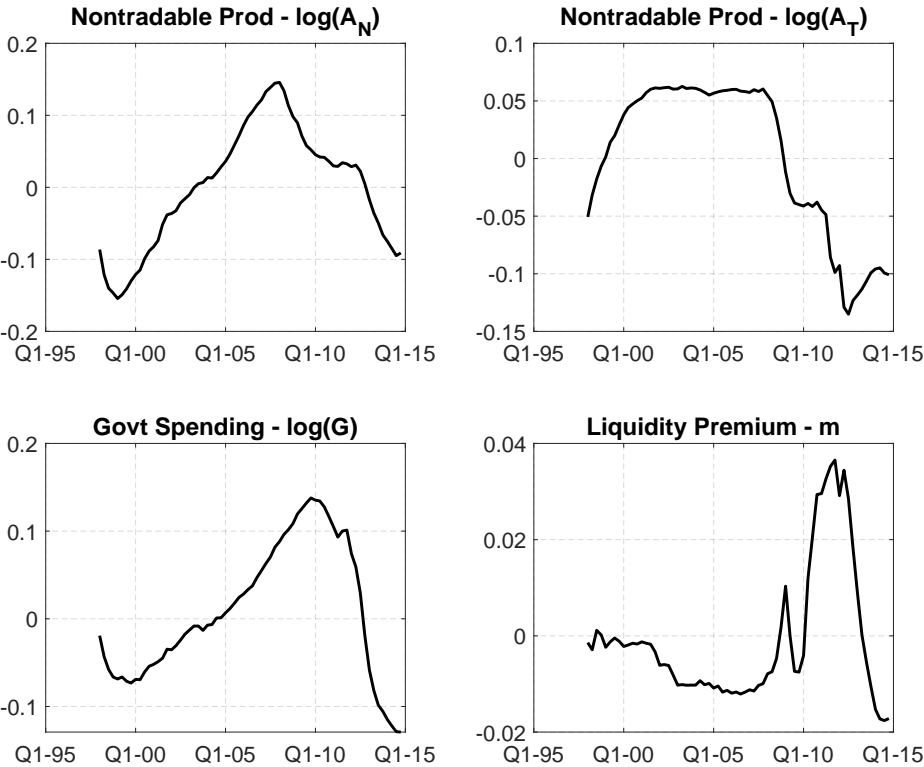 Nontradable Prod - log(A_N)
0.2
0.1
0
-0.1
-0.2
Q1-95 Q1-00 Q1-05 Q1-10 Q1-15
Nontradable Prod - log(A_T)
0.1
0.05
0
-0.05
-0.1
-0.15
Q1-95 Q1-00 Q1-05 Q1-10 Q1-15
Govt Spending - log(G)
0.2
0.1
0
-0.1
Q1-95 Q1-00 Q1-05 Q1-10 Q1-15
Liquidity Premium - m
0.04
0.02
0
-0.02
Q1-95 Q1-00 Q1-05 Q1-10 Q1-15